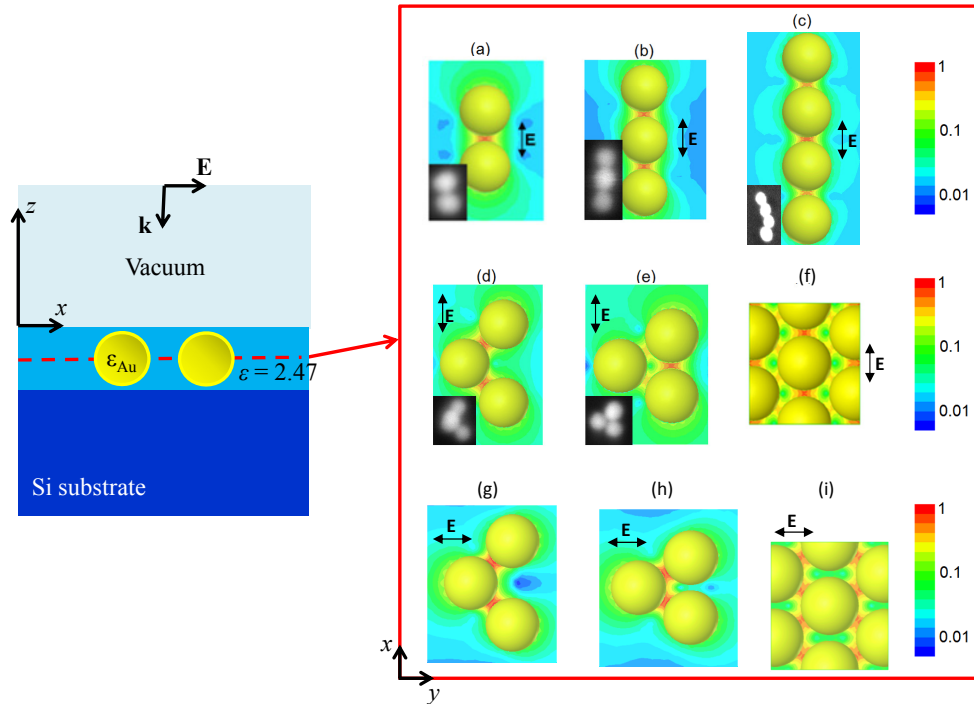 E
k
z
Vacuum
x
ε_Au
ε = 2.47
Si substrate
(a)
(b)
(c)
E
E
E
1
0.1
0.01
(d)
(e)
(f)
E
E
E
1
0.1
0.01
(g)
(h)
(i)
E
E
E
1
0.1
0.01
x
y